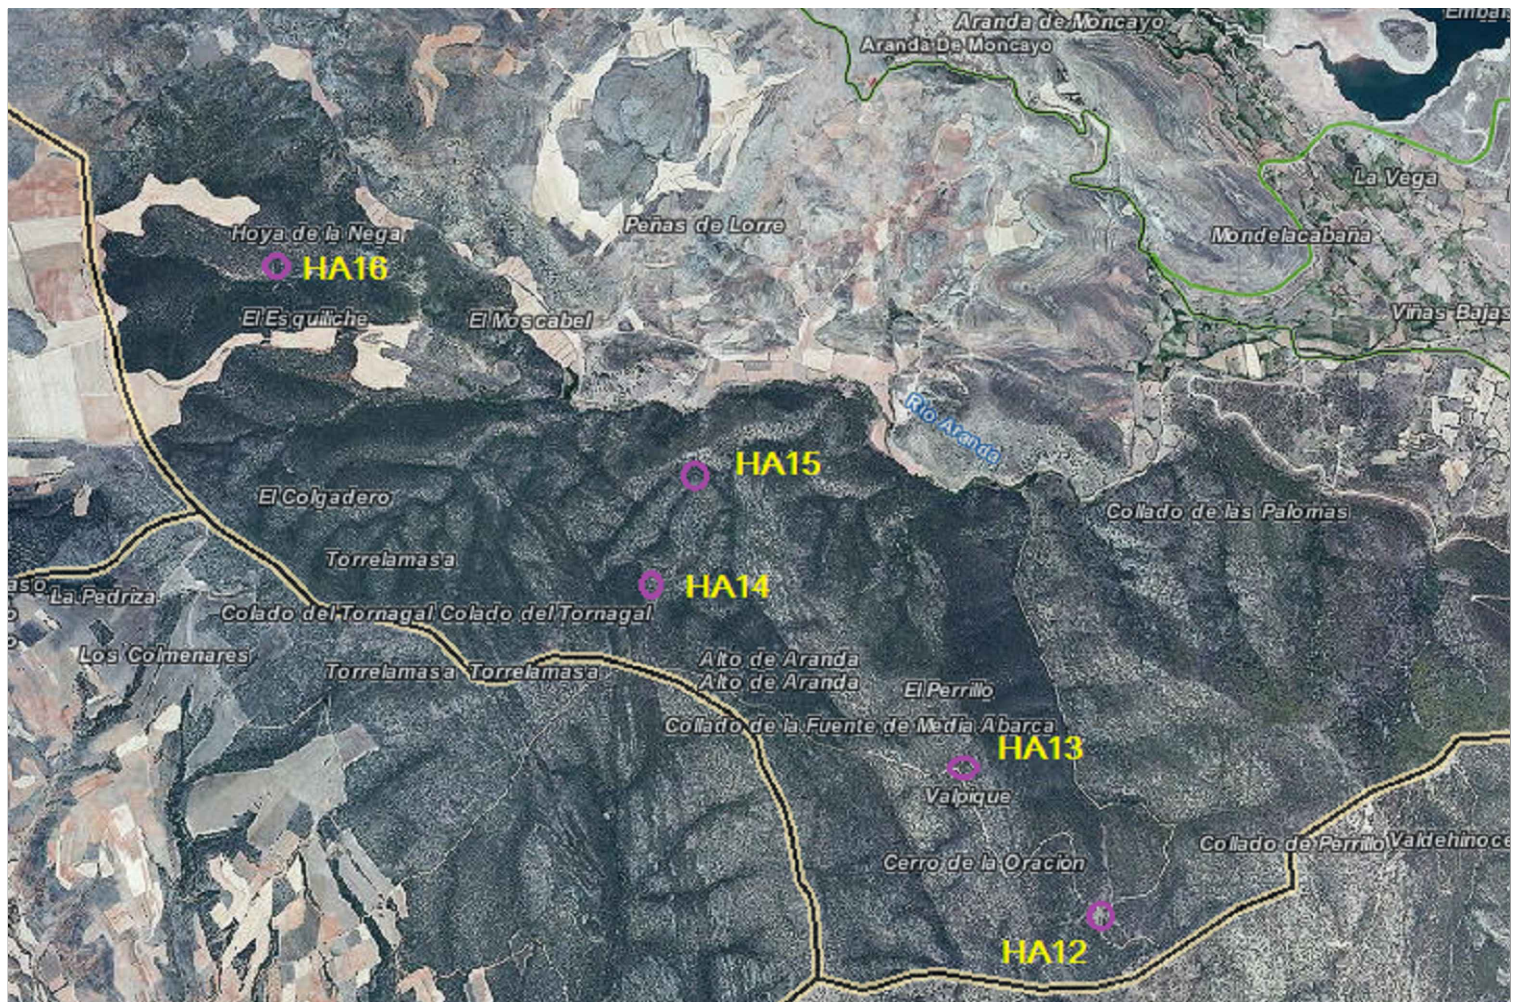 Aranda de Moncayo
Aranda De Moncayo
La Vega
Hoya de la Nega
Peñas de Lorre
Mondelacabaña
HA16
El Esquiliche
El Moscabel
Viñas Bajas
Río Aranda
HA15
El Colgadero
Collado de las Palomas
Torrelamasa
HA14
La Pedriza
Colado del Tornagal Colado del Tornagal
Los Colmenares
Torrelamasa Torrelamasa
Alto de Aranda
Alto de Aranda
El Perrillo
Collado de la Fuente de Media Abarca
HA13
Valpique
Collado de Perrillo
Valdehinoce
Cerro de la Oracion
HA12